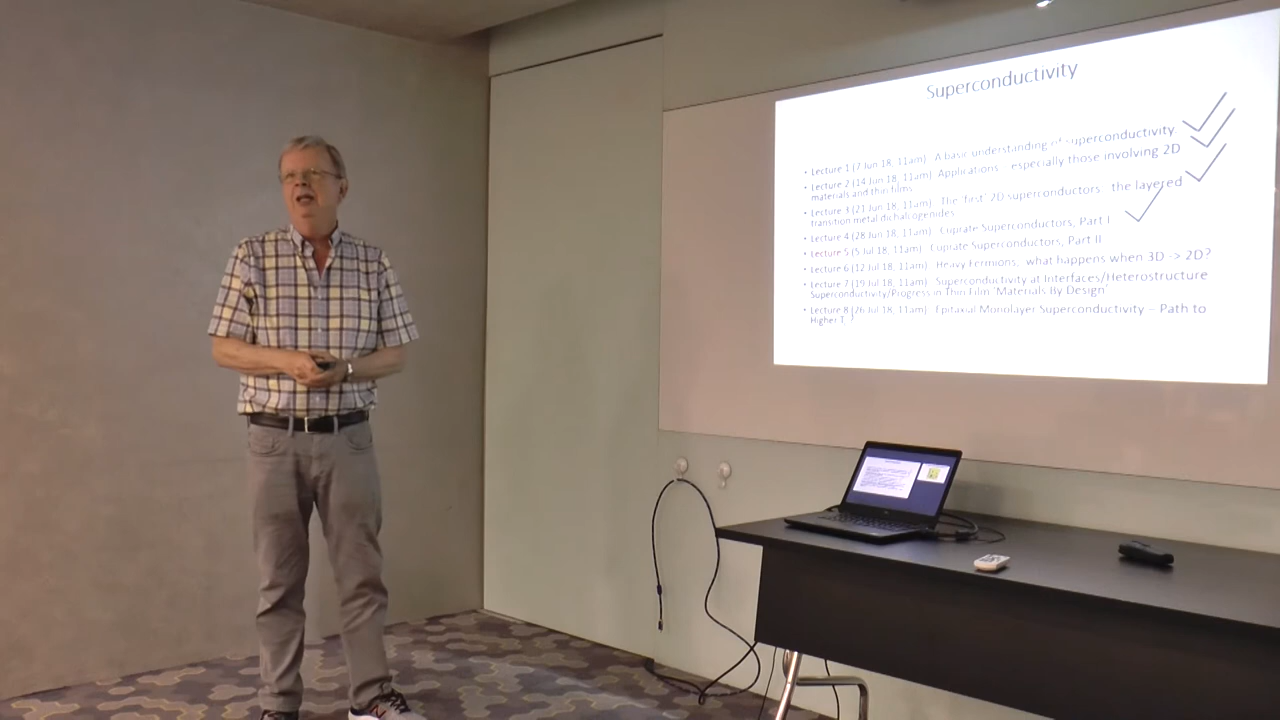 Superconductivity
• Lecture 1 (7 Jun 18, 11am) A basic understanding of superconductivity.
• Lecture 2 (14 Jun 18, 11am) Applications especially those involving 2D
materials and thin films
• Lecture 3 (21 Jun 18, 11am) The 'first' 2D superconductors the layered
transition metal dichalcogenides
• Lecture 4 (28 Jun 18, 11am) Cuprate Superconductors, Part I
• Lecture 5 (5 Jul 18, 11am) Cuprate Superconductors, Part II
• Lecture 6 (12 Jul 18, 11am) Heavy Fermions, what happens when 3D -> 2D?
• Lecture 7 (19 Jul 18, 11am) Superconductivity at Interfaces/Heterostructure
Superconductivity/Progress in Thin Film 'Materials By Design'
• Lecture 8 (26 Jul 18, 11am) Epitaxial Monolayer Superconductivity – Path to
Higher T